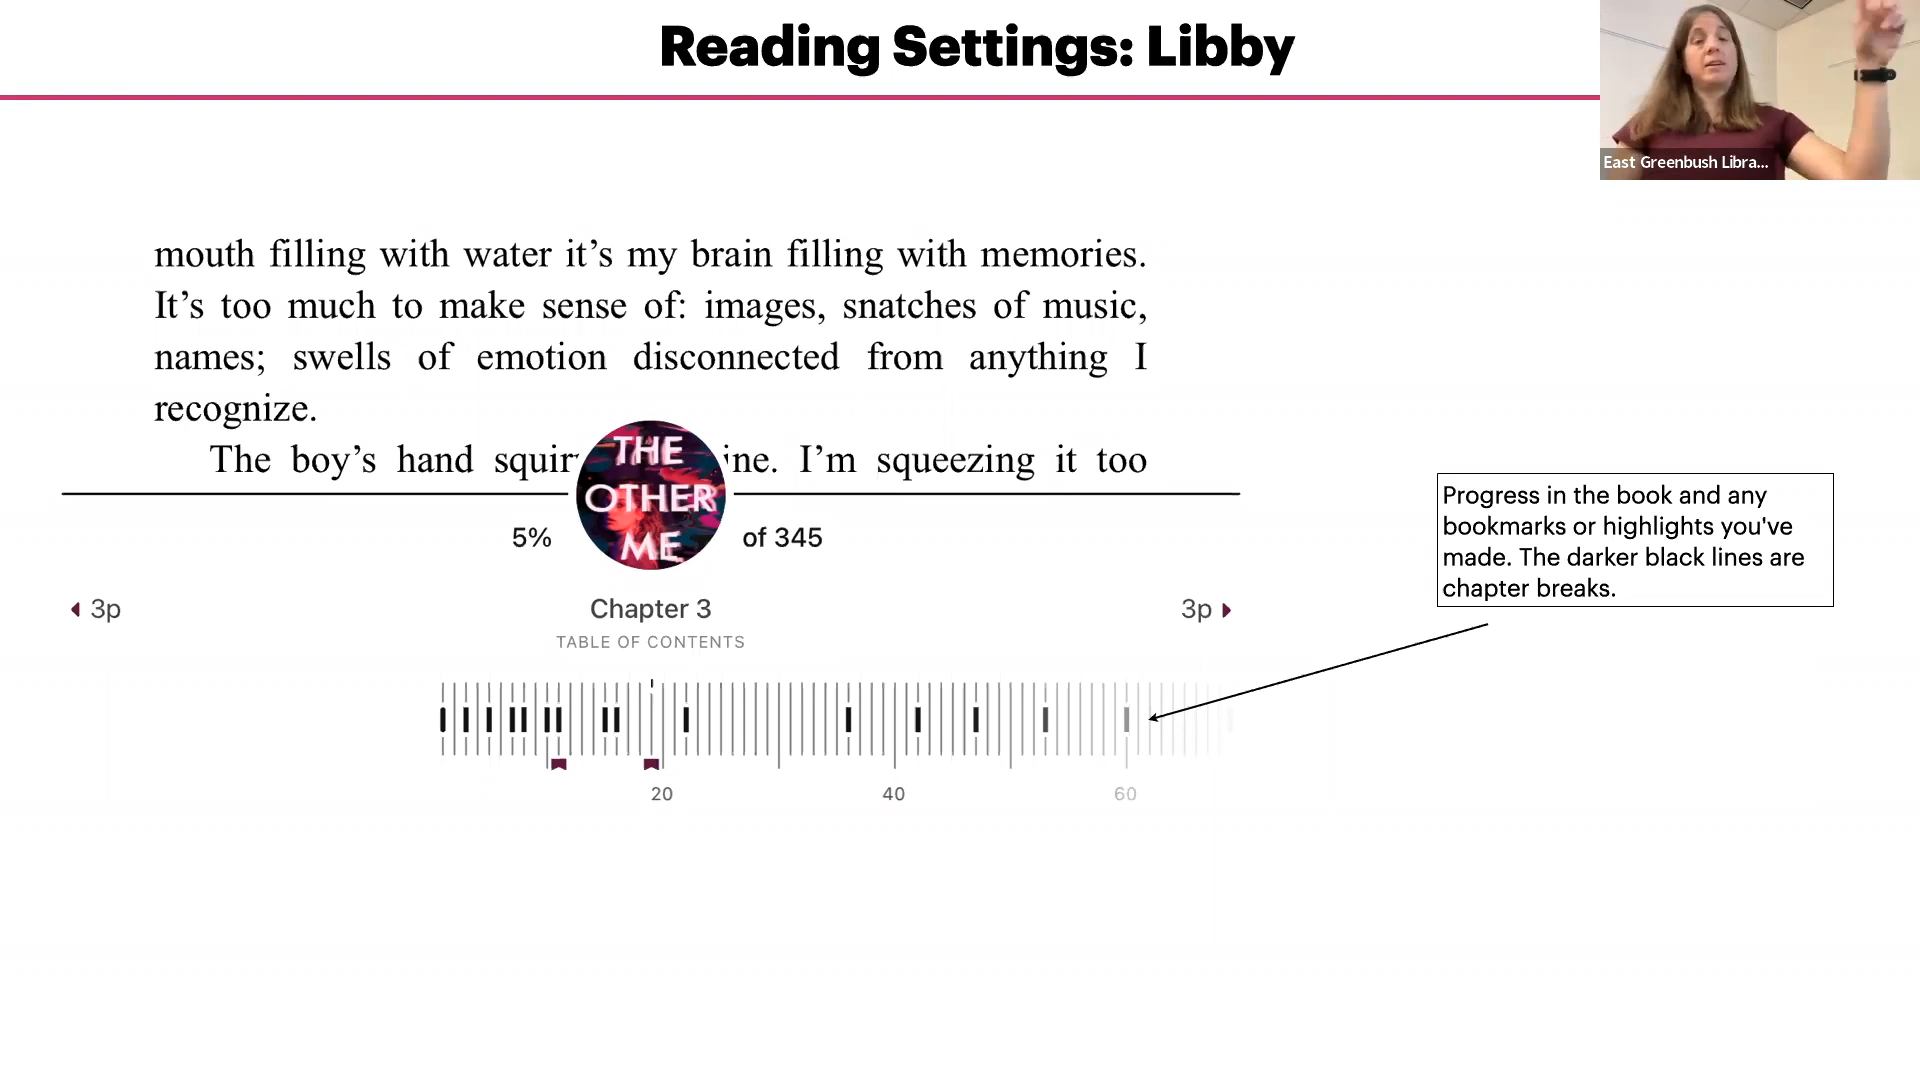 Reading Settings: Libby
East Greenbush Libra...
mouth filling with water it’s my brain filling with memories.
It’s too much to make sense of: images, snatches of music,
names; swells of emotion disconnected from anything I
recognize.
The boy’s hand squir ine. I’m squeezing it too
THE
OTHER
ME
5% of 345
3p Chapter 3 3p
TABLE OF CONTENTS
20 40 60
Progress in the book and any
bookmarks or highlights you've
made. The darker black lines are
chapter breaks.